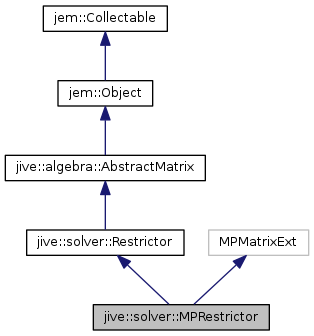 jem::Collectable
jem::Object
jive::algebra::AbstractMatrix
jive::solver::Restrictor
MPMatrixExt
jive::solver::MPRestrictor